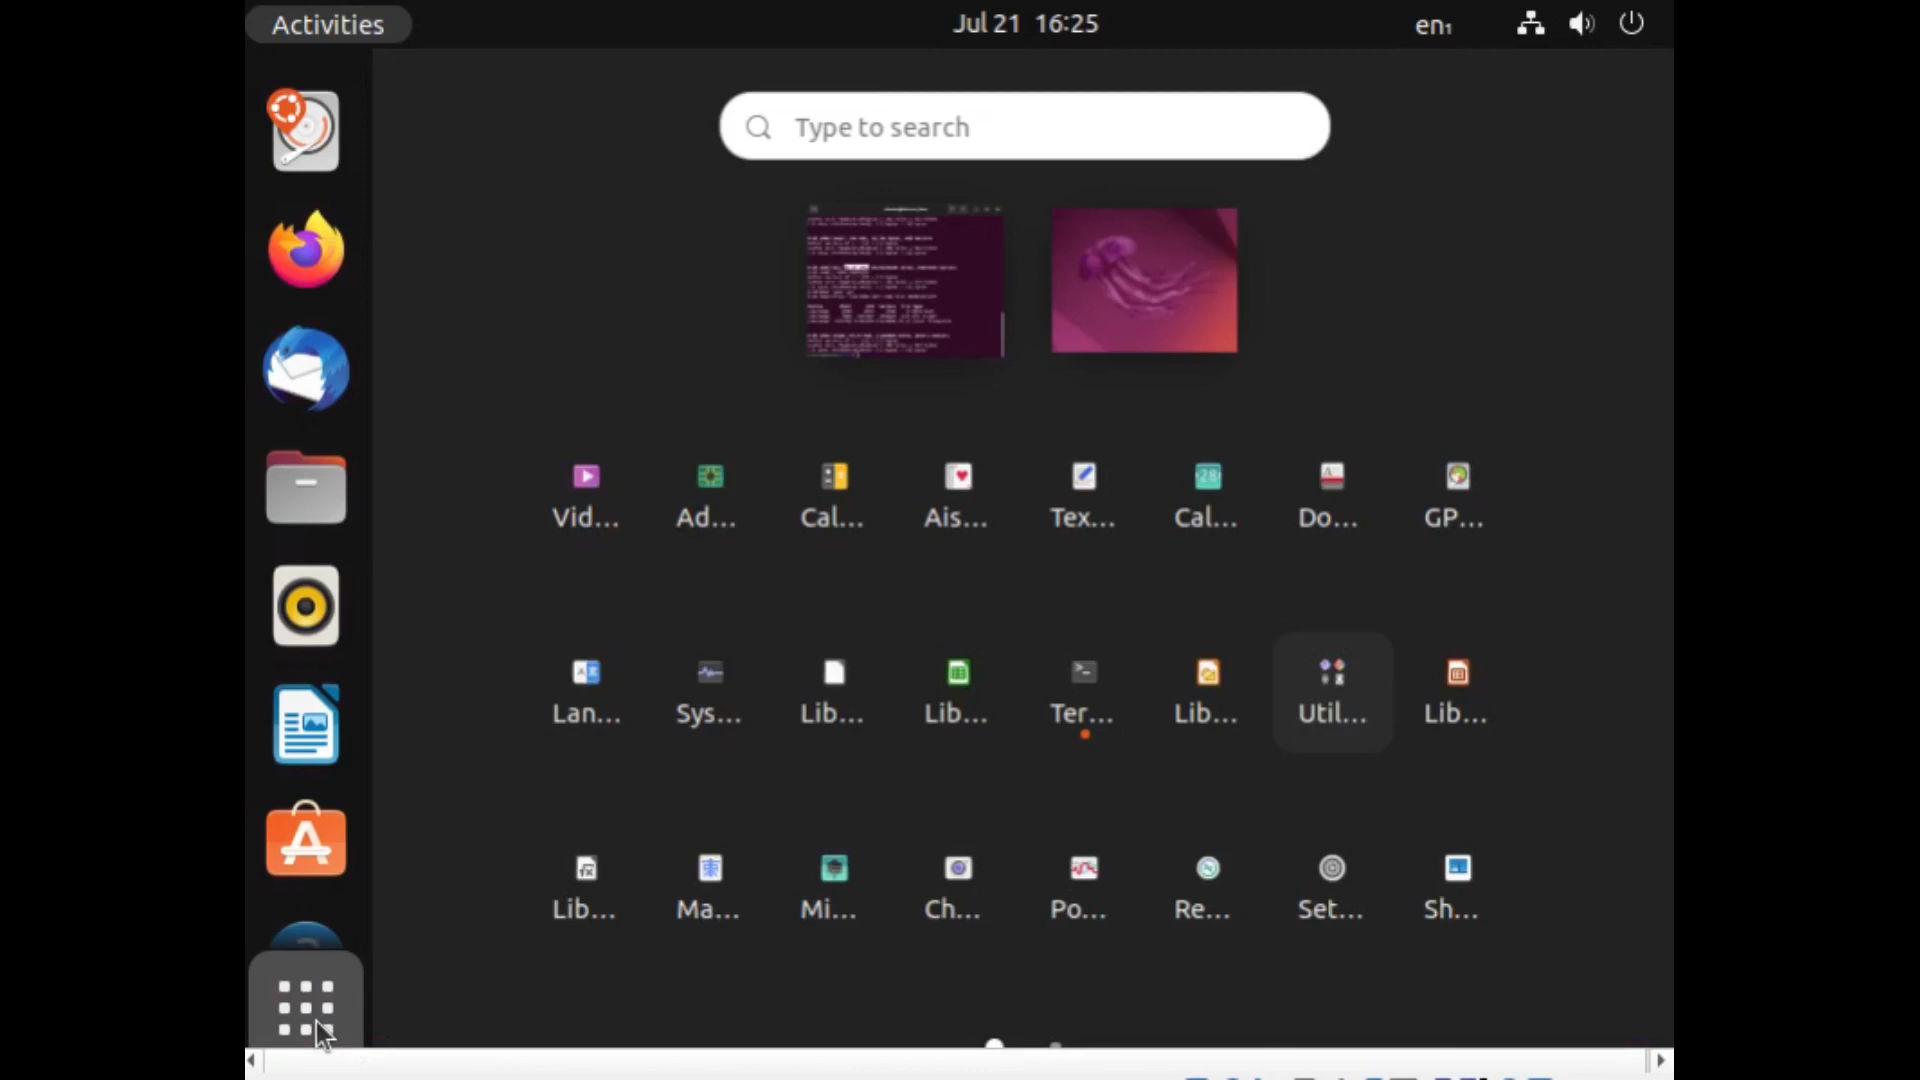 Activities
Jul 21 16:25
en₁
Type to search
Vid...
Ad...
Cal...
Ais...
Tex...
Cal...
Do...
GP...
Lan...
Sys...
Lib...
Lib...
Ter...
Lib...
Util...
Lib...
Lib...
Ma...
Mi...
Ch...
Po...
Re...
Set...
Sh...